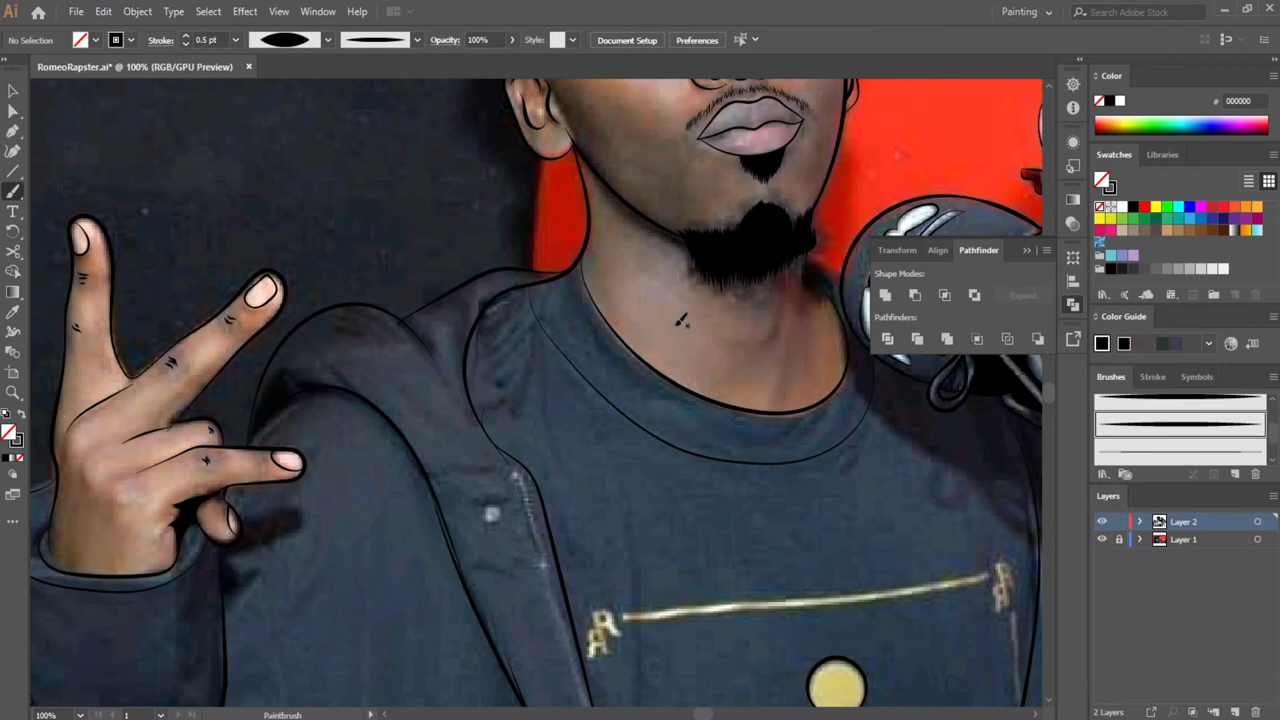 Ai File Edit Object Type Select Effect View Window Help Painting Search Adobe Stock
No Selection Stroke: 0.5 pt Opacity: 100% Style: Document Setup Preferences
RomeoRapster.ai* @ 100% (RGB/GPU Preview)
Color
# 000000
Swatches Libraries
Transform Align Pathfinder
Shape Modes:
Expand
Pathfinders:
Color Guide
Brushes Stroke Symbols
Layers
Layer 2
Layer 1
R R
R R
100% 1 Paintbrush 2 Layers